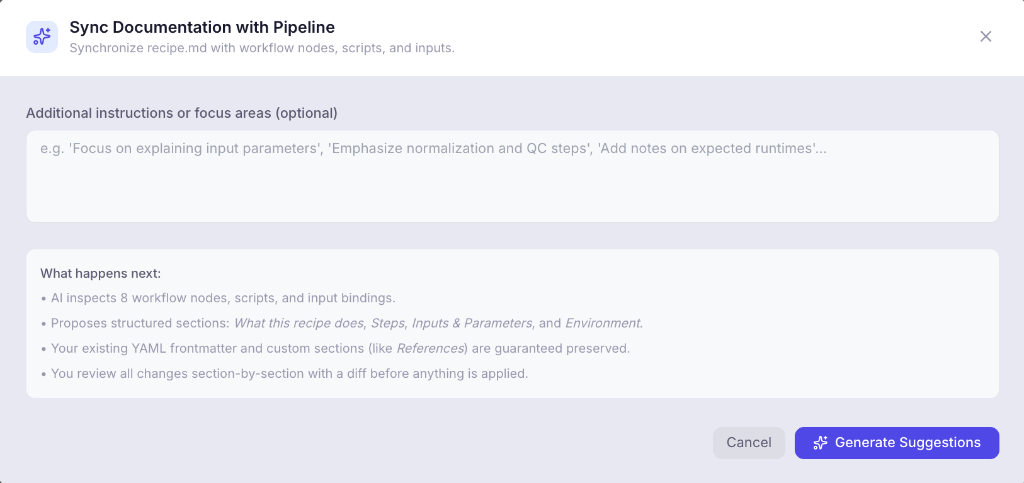 Sync Documentation with Pipeline
Synchronize recipe.md with workflow nodes, scripts, and inputs.
Additional instructions or focus areas (optional)
e.g. 'Focus on explaining input parameters', 'Emphasize normalization and QC steps', 'Add notes on expected runtimes'...
What happens next:
• AI inspects 8 workflow nodes, scripts, and input bindings.
• Proposes structured sections: What this recipe does, Steps, Inputs & Parameters, and Environment.
• Your existing YAML frontmatter and custom sections (like References) are guaranteed preserved.
• You review all changes section-by-section with a diff before anything is applied.
Cancel
Generate Suggestions